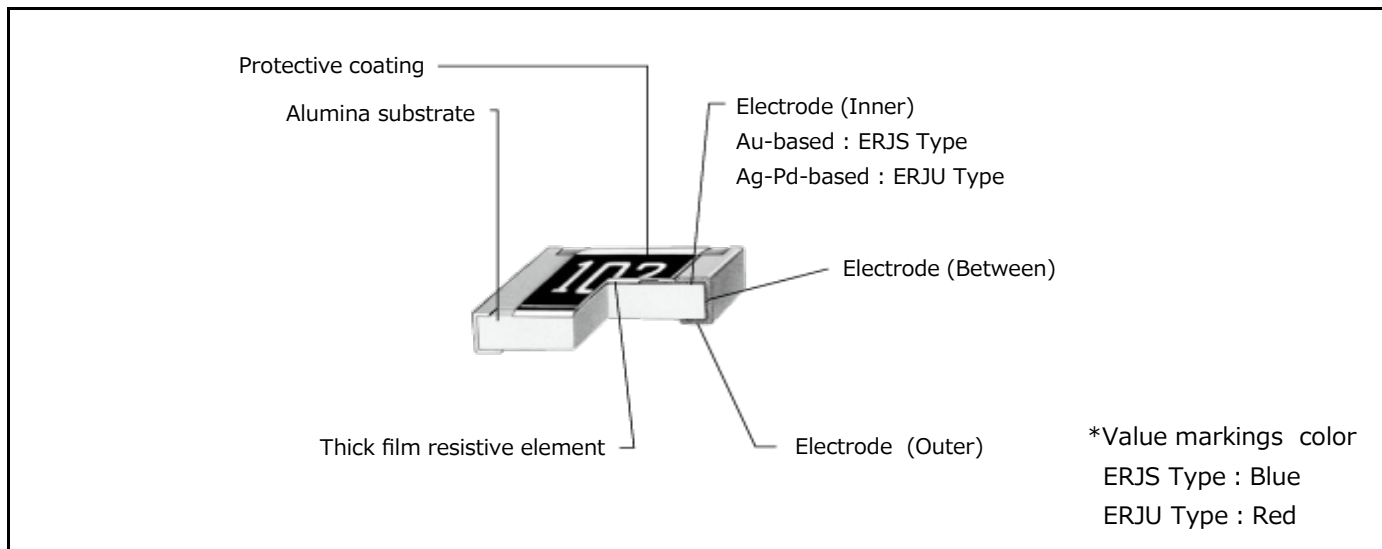 Protective coating
Alumina substrate
Electrode (Inner)
Au-based : ERJS Type
Ag-Pd-based : ERJU Type
102
Electrode (Between)
Thick film resistive element
Electrode (Outer)
*Value markings color
ERJS Type : Blue
ERJU Type : Red